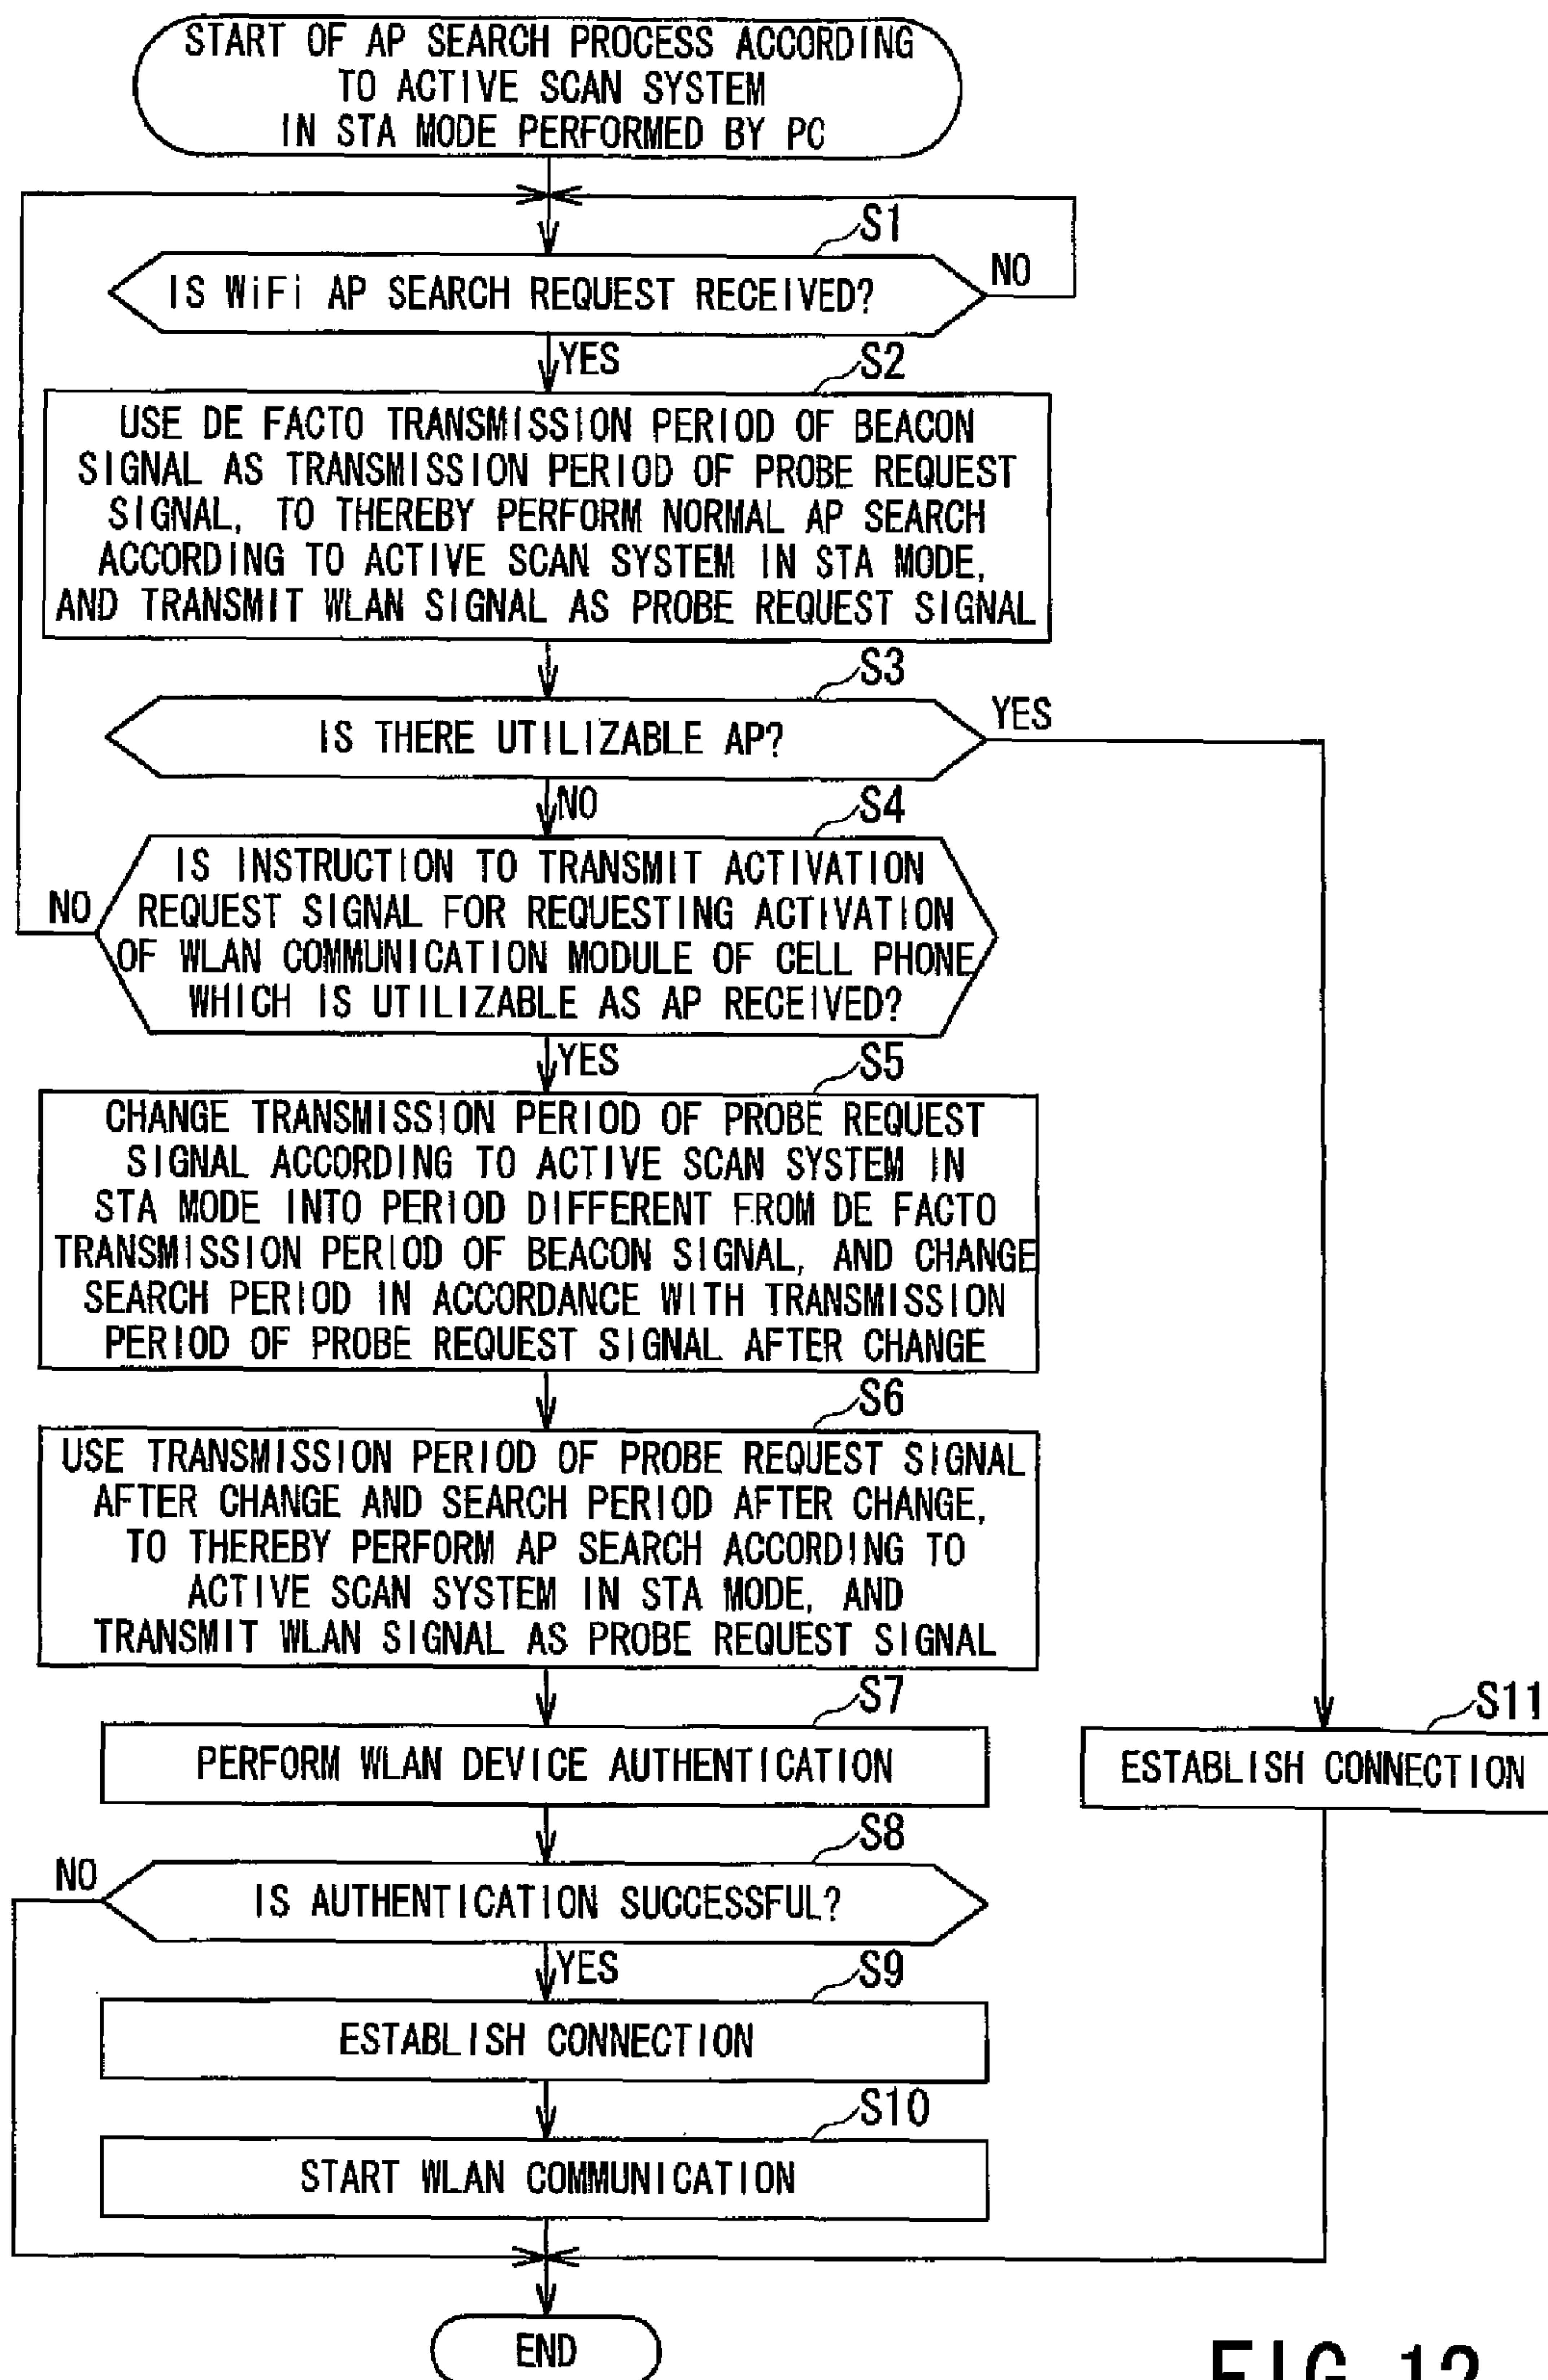 START OF AP SEARCH PROCESS ACCORDING
TO ACTIVE SCAN SYSTEM
IN STA MODE PERFORMED BY PC
S1
IS WiFi AP SEARCH REQUEST RECEIVED?
NO
YES
S2
USE DE FACTO TRANSMISSION PERIOD OF BEACON
SIGNAL AS TRANSMISSION PERIOD OF PROBE REQUEST
SIGNAL, TO THEREBY PERFORM NORMAL AP SEARCH
ACCORDING TO ACTIVE SCAN SYSTEM IN STA MODE,
AND TRANSMIT WLAN SIGNAL AS PROBE REQUEST SIGNAL
S3
IS THERE UTILIZABLE AP?
YES
NO
S4
IS INSTRUCTION TO TRANSMIT ACTIVATION
REQUEST SIGNAL FOR REQUESTING ACTIVATION
OF WLAN COMMUNICATION MODULE OF CELL PHONE
WHICH IS UTILIZABLE AS AP RECEIVED?
NO
YES
S5
CHANGE TRANSMISSION PERIOD OF PROBE REQUEST
SIGNAL ACCORDING TO ACTIVE SCAN SYSTEM IN
STA MODE INTO PERIOD DIFFERENT FROM DE FACTO
TRANSMISSION PERIOD OF BEACON SIGNAL, AND CHANGE
SEARCH PERIOD IN ACCORDANCE WITH TRANSMISSION
PERIOD OF PROBE REQUEST SIGNAL AFTER CHANGE
S6
USE TRANSMISSION PERIOD OF PROBE REQUEST SIGNAL
AFTER CHANGE AND SEARCH PERIOD AFTER CHANGE,
TO THEREBY PERFORM AP SEARCH ACCORDING TO
ACTIVE SCAN SYSTEM IN STA MODE, AND
TRANSMIT WLAN SIGNAL AS PROBE REQUEST SIGNAL
S7
PERFORM WLAN DEVICE AUTHENTICATION
S11
ESTABLISH CONNECTION
S8
IS AUTHENTICATION SUCCESSFUL?
NO
YES
S9
ESTABLISH CONNECTION
S10
START WLAN COMMUNICATION
END
FIG. 12